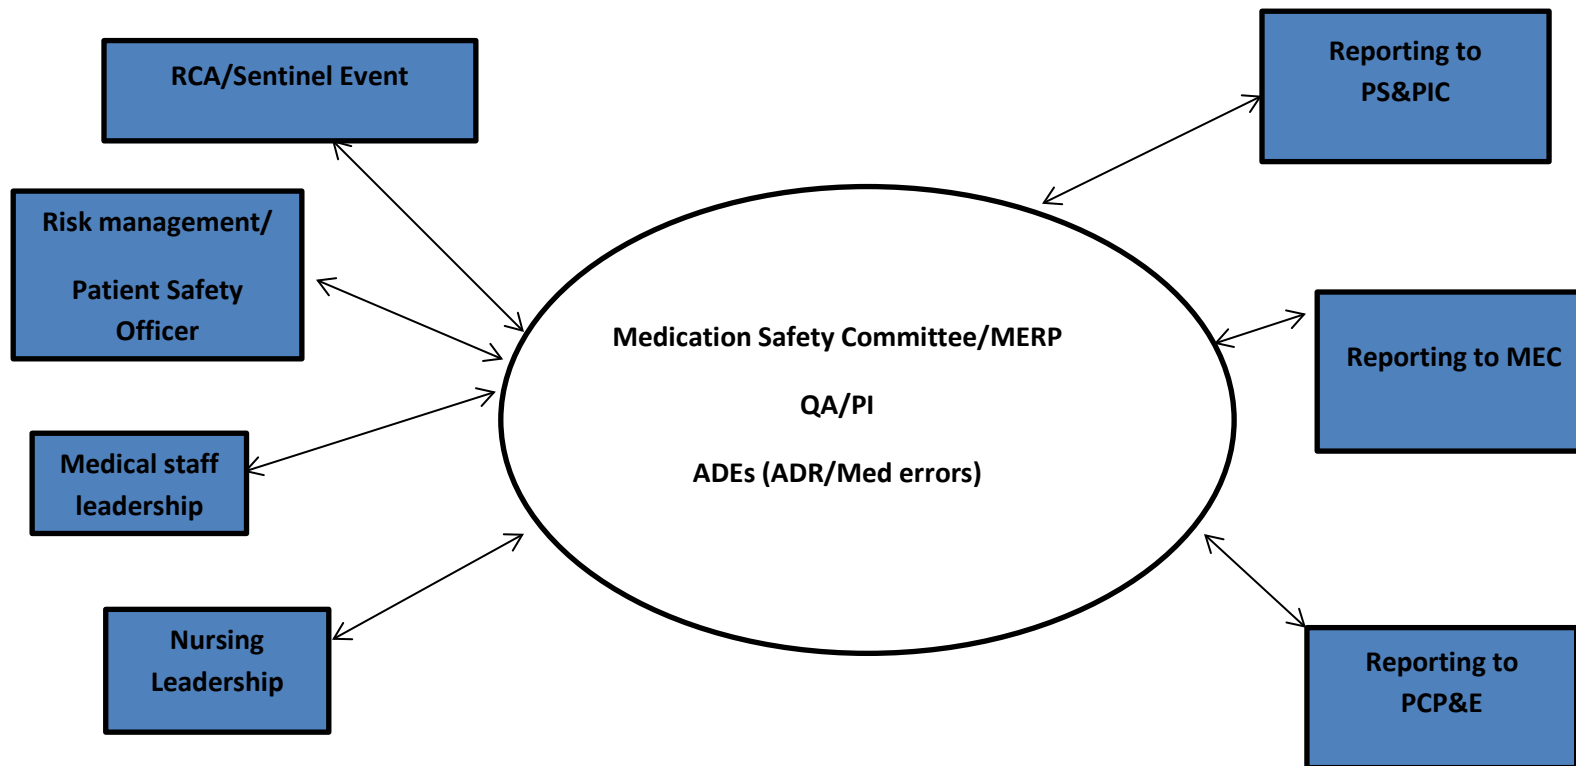 RCA/Sentinel Event
Risk management/
Patient Safety
Officer
Medical staff
leadership
Nursing
Leadership
Medication Safety Committee/MERP
QA/PI
ADEs (ADR/Med errors)
Reporting to
PS&PIC
Reporting to MEC
Reporting to
PCP&E